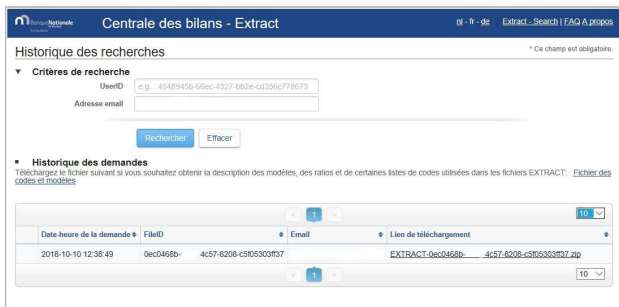 BanqueNationale
Centrale des bilans - Extract
nl - fr - de Extract - Search | FAQ A propos
Historique des recherches
* Ce champ est obligatoire.
▼ Critères de recherche
UserID e.g. : 4548945b-66ec-4327-bb2e-cd356c778673
Adresse email
Rechercher Effacer
Historique des demandes
Téléchargez le fichier suivant si vous souhaitez obtenir la description des modèles, des ratios et de certaines listes de codes utilisées dans les fichiers EXTRACT: Fichier des
codes et modèles
< 1 > 10
Date-heure de la demande FileID Email Lien de téléchargement
2018-10-10 12:38:49 0ec0468b- 4c57-8208-c5f05303ff37 EXTRACT-0ec0468b- 4c57-8208-c5f05303ff37.zip
< 1 > 10